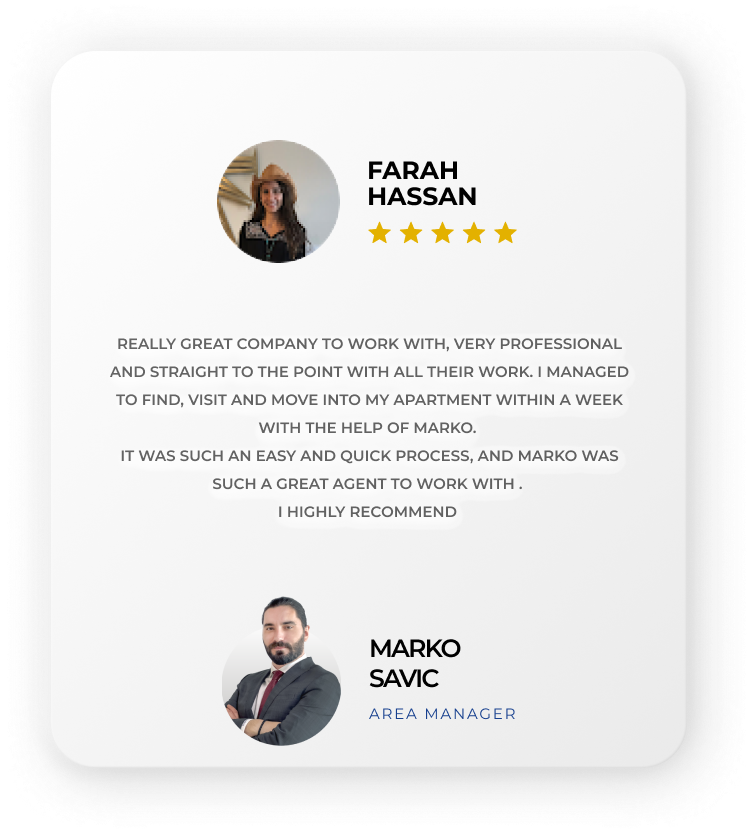 FARAH
HASSAN
REALLY GREAT COMPANY TO WORK WITH, VERY PROFESSIONAL
AND STRAIGHT TO THE POINT WITH ALL THEIR WORK. I MANAGED
TO FIND, VISIT AND MOVE INTO MY APARTMENT WITHIN A WEEK
WITH THE HELP OF MARKO.
IT WAS SUCH AN EASY AND QUICK PROCESS, AND MARKO WAS
SUCH A GREAT AGENT TO WORK WITH .
I HIGHLY RECOMMEND
MARKO
SAVIC
AREA MANAGER